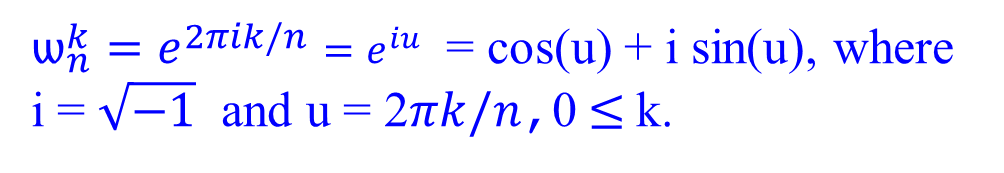 ω_n^k = e^{2πik/n} = e^{iu} = cos(u) + i sin(u), where
i = √−1 and u = 2πk/n, 0 ≤ k.